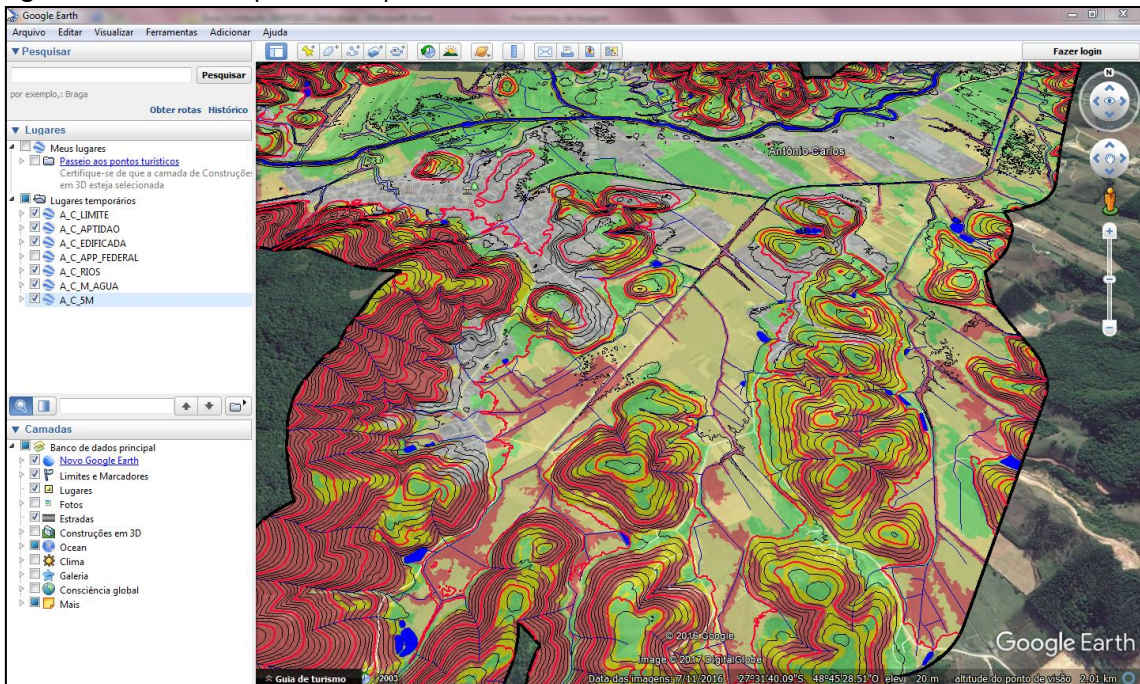 Google Earth
Arquivo Editar Visualizar Ferramentas Adicionar Ajuda
Pesquisar
Pesquisar
por exemplo,: Braga
Obter rotas Histórico
Lugares
Meus lugares
Passeio aos pontos turísticos
Certifique-se de que a camada de Construçõe
em 3D esteja selecionada
Lugares temporários
A_C_LIMITE
A_C_APTIDAO
A_C_EDIFICADA
A_C_APP_FEDERAL
A_C_RIOS
A_C_M_AGUA
A_C_5M
Camadas
Banco de dados principal
Novo Google Earth
Limites e Marcadores
Lugares
Fotos
Estradas
Construções em 3D
Ocean
Clima
Galeria
Consciência global
Mais
Fazer login
N
Antônio Carlos
© 2016 Google
Image © 2017 DigitalGlobe
Google Earth
Guia de turismo
2003
Data das imagens: 7/11/2016 27°31'40.09"S 48°45'28.51"O elev 20 m altitude do ponto de visão 2.01 km